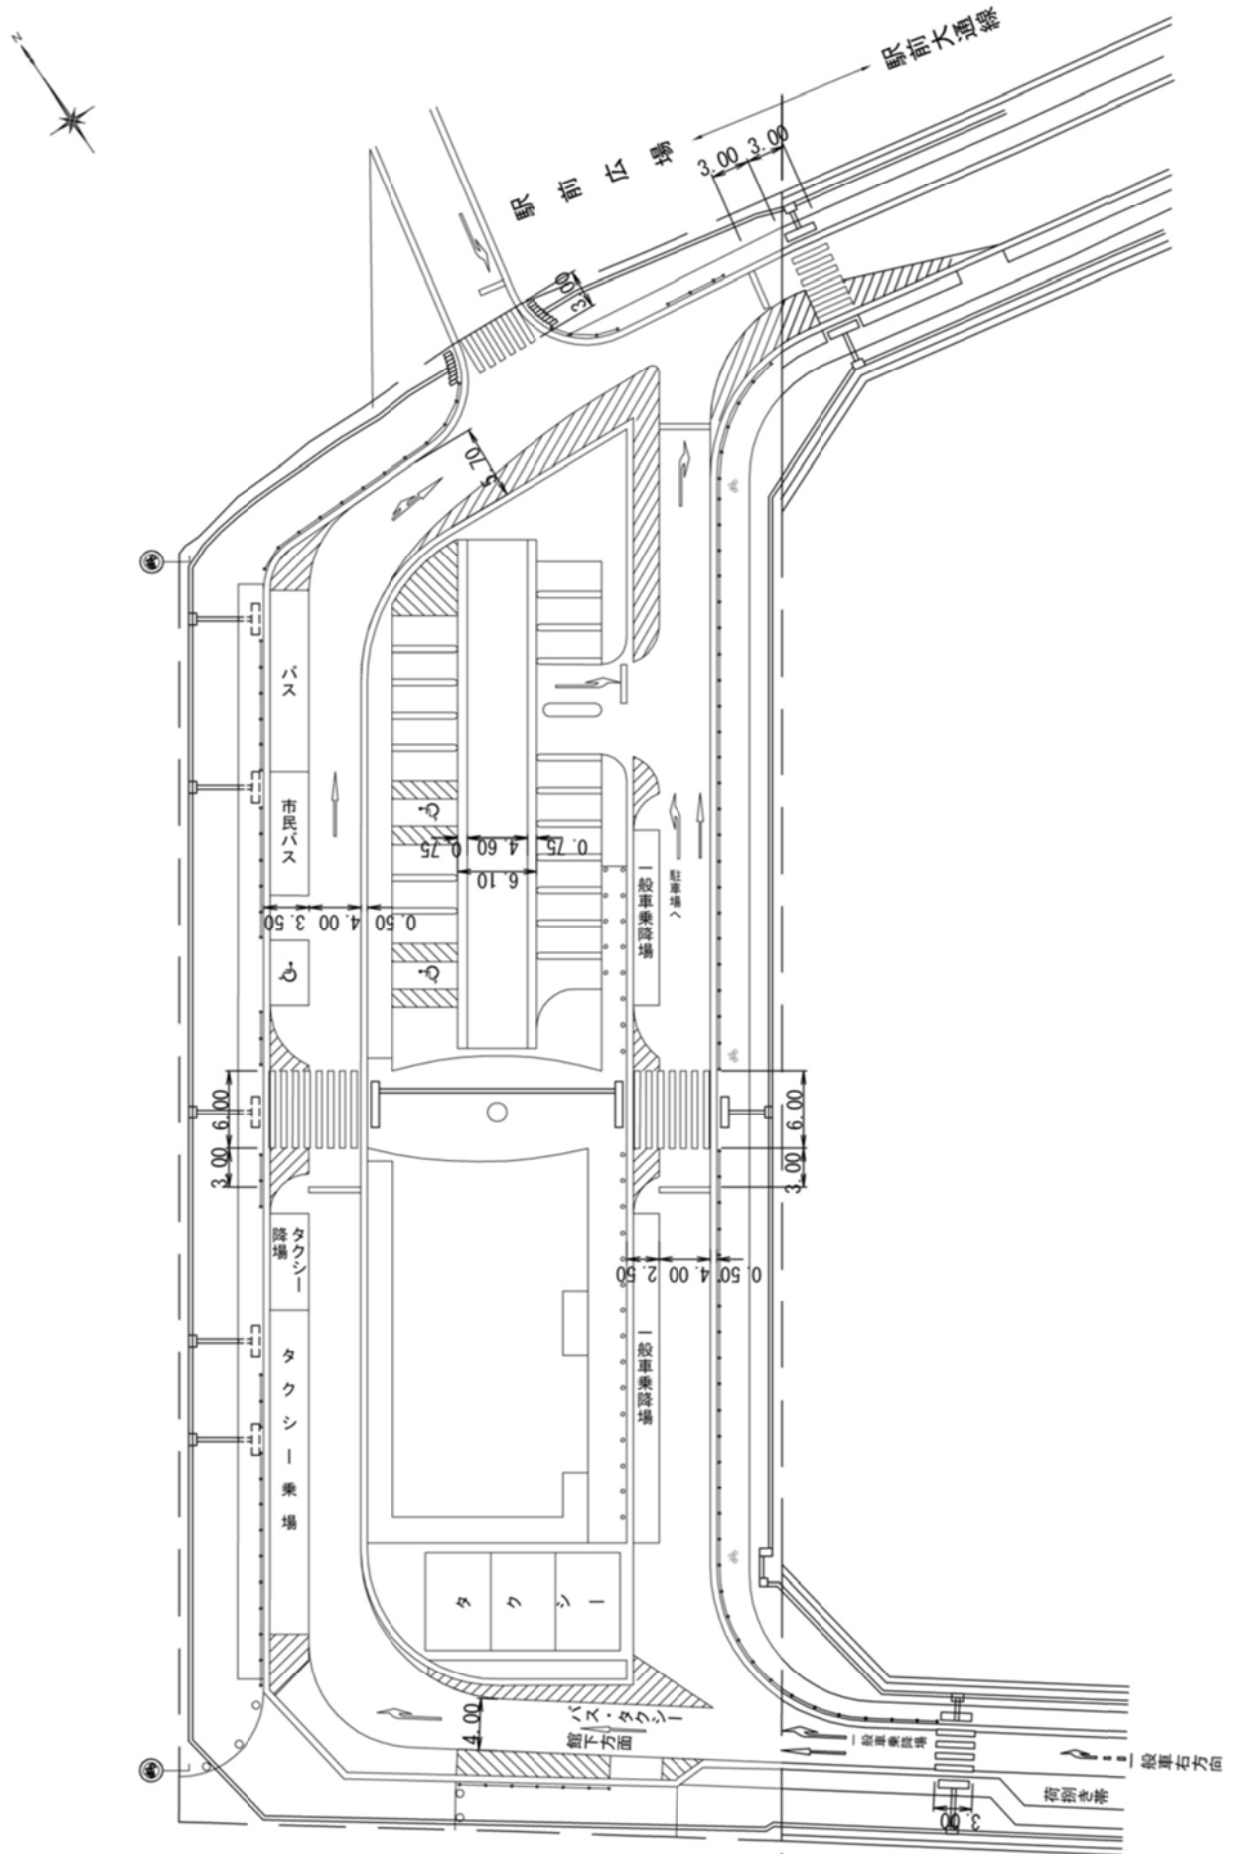 N
駅前大通線
駅前広場
3.00
3.00
3.00
5.70
バス
市民バス
0.75
4.60
0.75
6.10
3.50
4.00
0.50
一般車乗降場
駐車場へ
6.00
3.00
6.00
3.00
タクシー
降場
2.50
4.00
0.50
タクシー乗場
一般車乗降場
タクシー
4.00
バス・タクシー
館下方面
一般車乗降場
一般車右方向
荷捌き帯
3.00